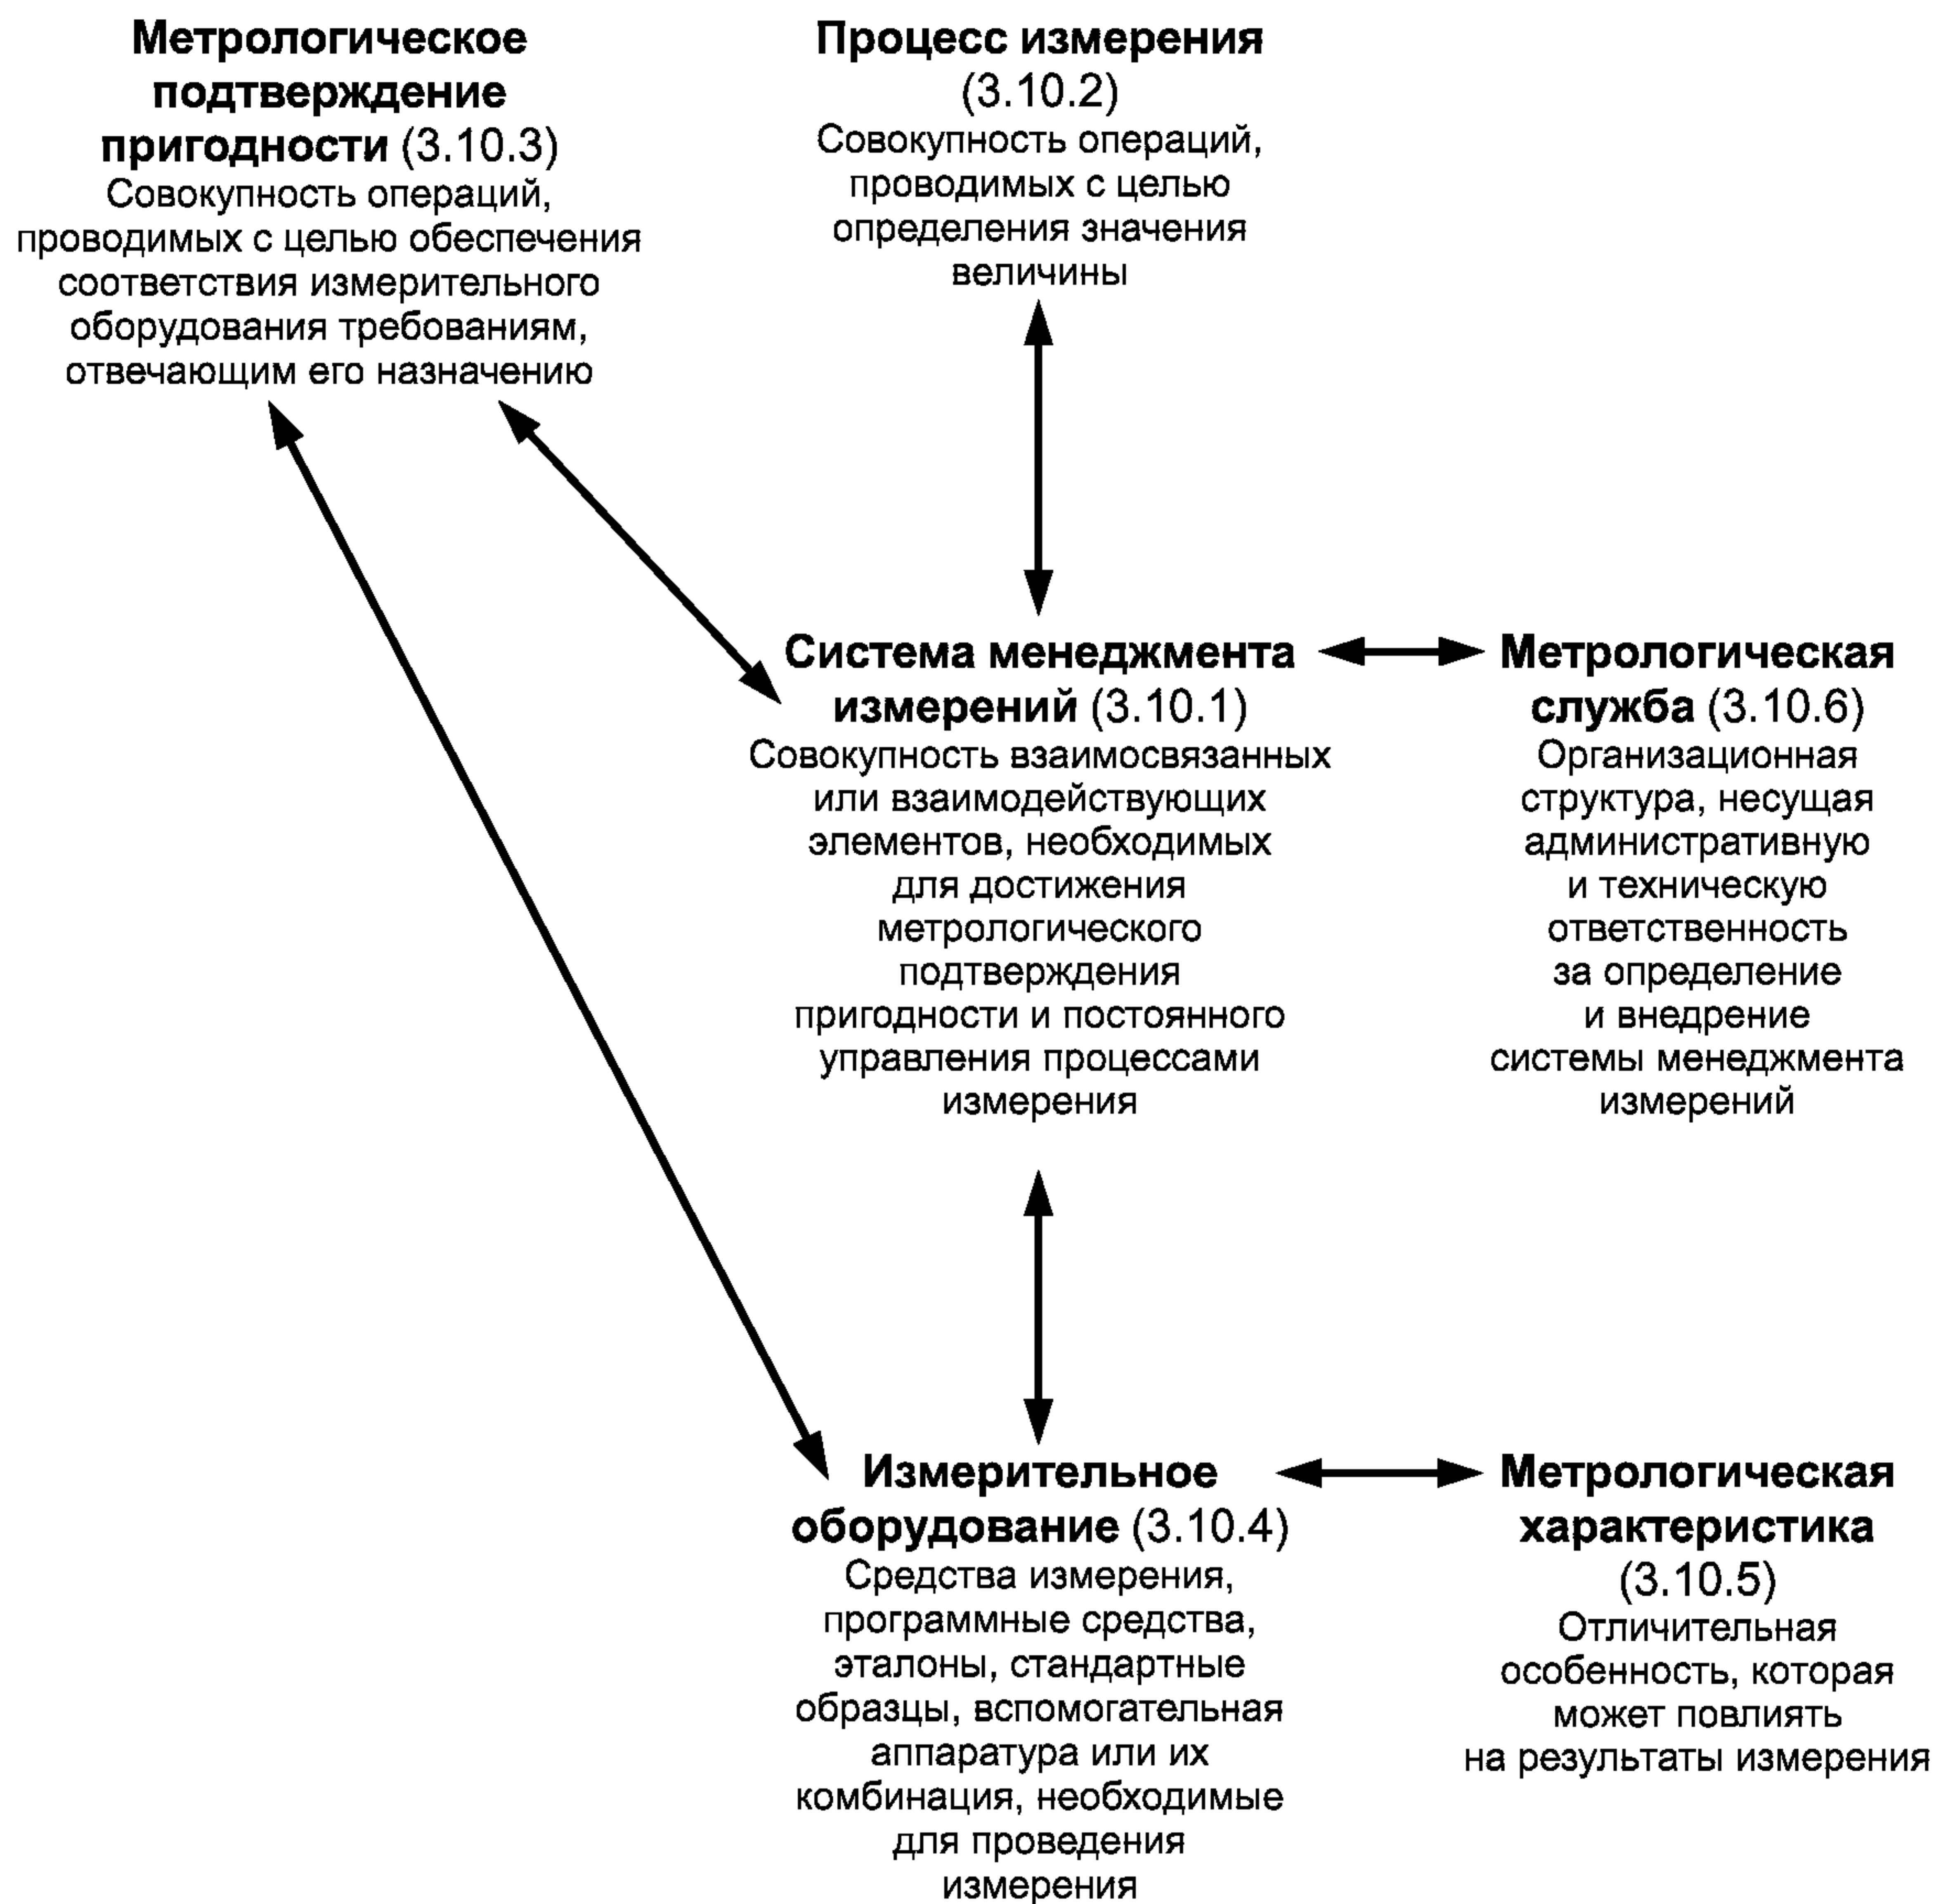 Метрологическое
подтверждение
пригодности (3.10.3)
Совокупность операций,
проводимых с целью обеспечения
соответствия измерительного
оборудования требованиям,
отвечающим его назначению
Процесс измерения
(3.10.2)
Совокупность операций,
проводимых с целью
определения значения
величины
Система менеджмента
измерений (3.10.1)
Совокупность взаимосвязанных
или взаимодействующих
элементов, необходимых
для достижения
метрологического
подтверждения
пригодности и постоянного
управления процессами
измерения
Метрологическая
служба (3.10.6)
Организационная
структура, несущая
административную
и техническую
ответственность
за определение
и внедрение
системы менеджмента
измерений
Измерительное
оборудование (3.10.4)
Средства измерения,
программные средства,
эталоны, стандартные
образцы, вспомогательная
аппаратура или их
комбинация, необходимые
для проведения
измерения
Метрологическая
характеристика
(3.10.5)
Отличительная
особенность, которая
может повлиять
на результаты измерения